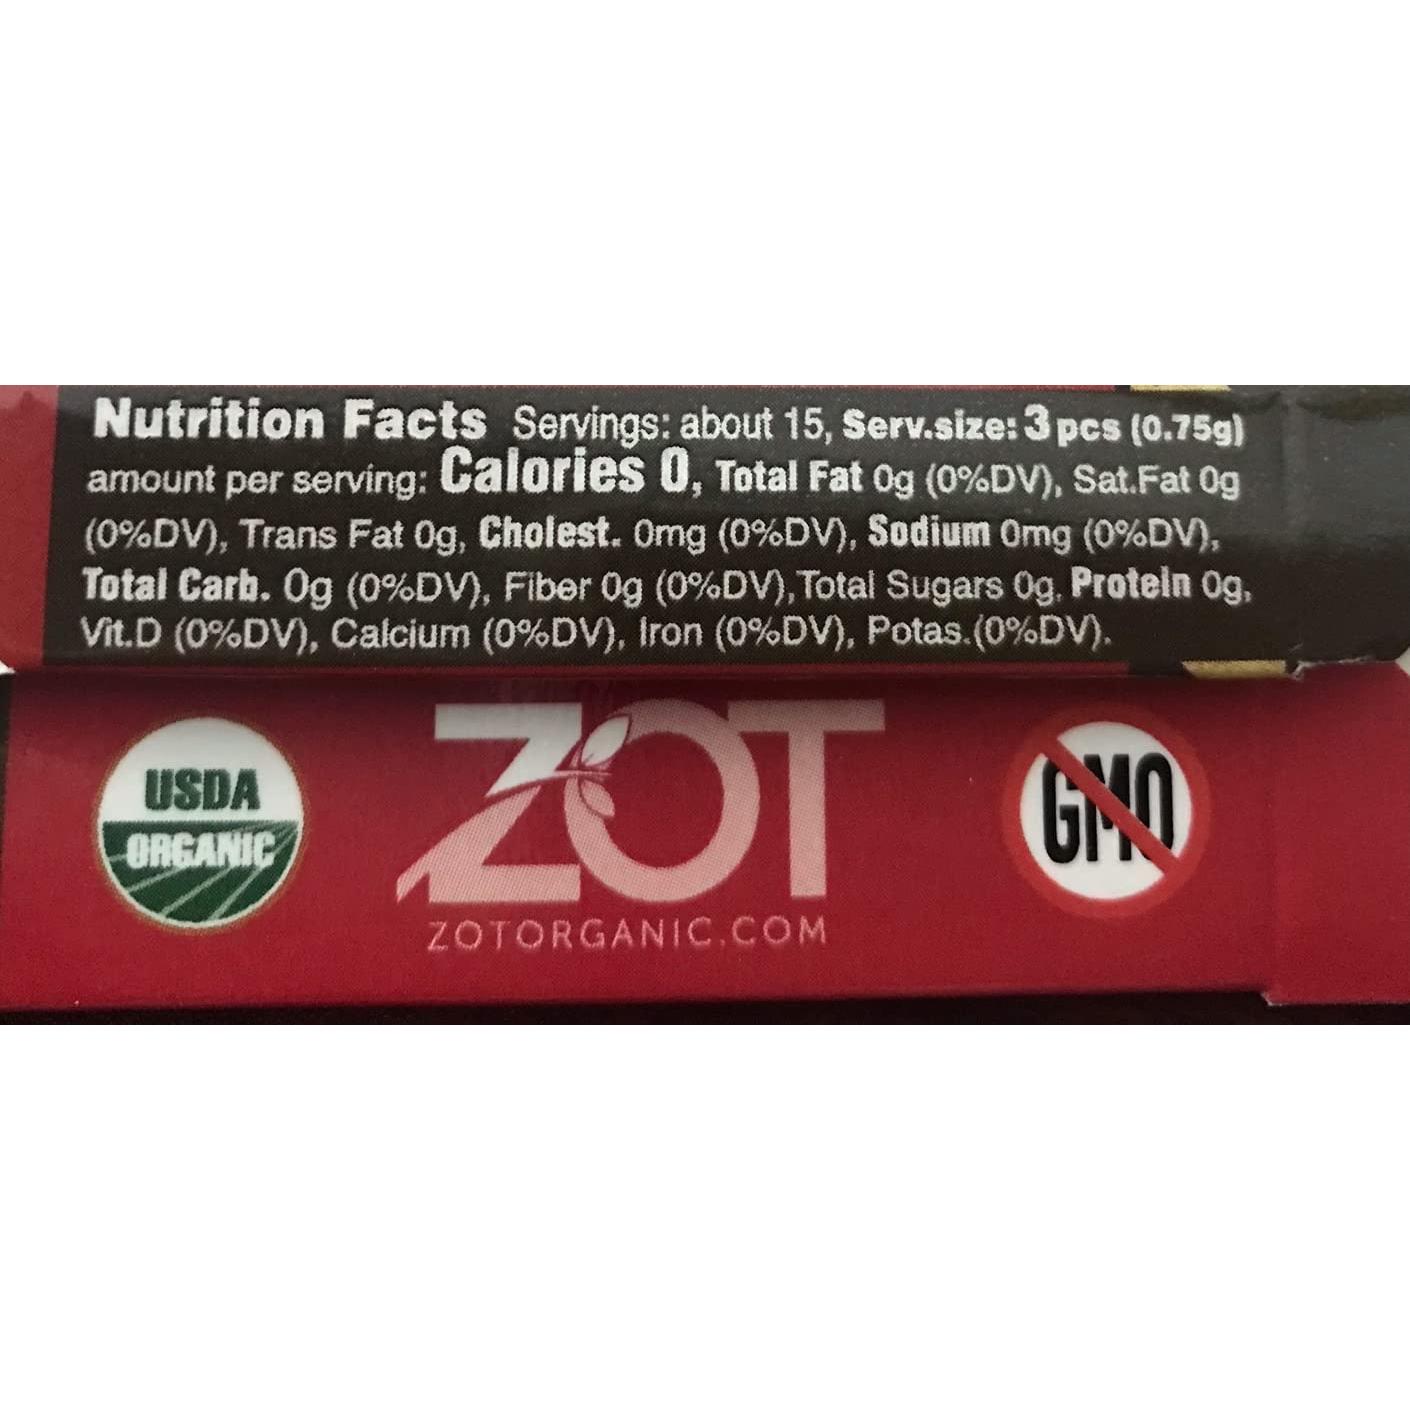 Nutrition Facts Servings: about 15, Serv.size: 3 pcs (0.75g)
amount per serving: Calories 0, Total Fat 0g (0%DV), Sat.Fat 0g
(0%DV), Trans Fat 0g, Cholest. 0mg (0%DV), Sodium 0mg (0%DV),
Total Carb. 0g (0%DV), Fiber 0g (0%DV), Total Sugars 0g, Protein 0g,
Vit.D (0%DV), Calcium (0%DV), Iron (0%DV), Potas.(0%DV).
USDA
ORGANIC
ZOT
ZOTORGANIC.COM
GMO